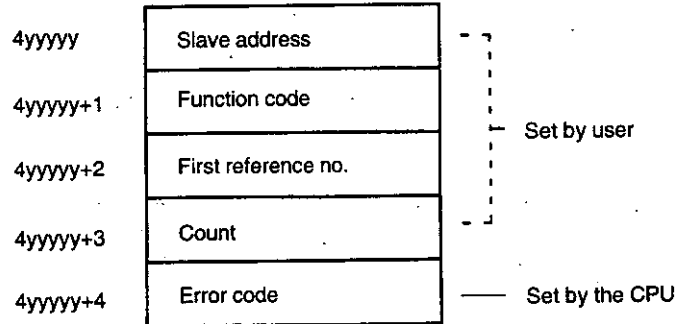 4yyyyy Slave address
4yyyyy+1 Function code
Set by user
4yyyyy+2 First reference no.
4yyyyy+3 Count
4yyyyy+4 Error code Set by the CPU